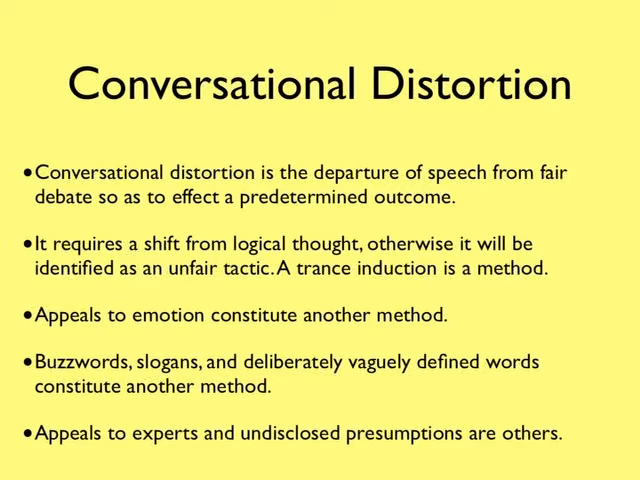 Conversational Distortion
•Conversational distortion is the departure of speech from fair
debate so as to effect a predetermined outcome.
•It requires a shift from logical thought, otherwise it will be
identified as an unfair tactic. A trance induction is a method.
•Appeals to emotion constitute another method.
•Buzzwords, slogans, and deliberately vaguely defined words
constitute another method.
•Appeals to experts and undisclosed presumptions are others.